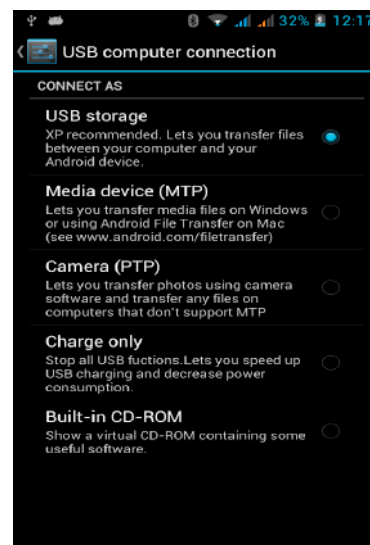 32% 12:17
USB computer connection
CONNECT AS
USB storage
XP recommended. Lets you transfer files
between your computer and your
Android device.
Media device (MTP)
Lets you transfer media files on Windows
or using Android File Transfer on Mac
(see www.android.com/filetransfer)
Camera (PTP)
Lets you transfer photos using camera
software and transfer any files on
computers that don't support MTP
Charge only
Stop all USB fuctions.Lets you speed up
USB charging and decrease power
consumption.
Built-in CD-ROM
Show a virtual CD-ROM containing some
useful software.